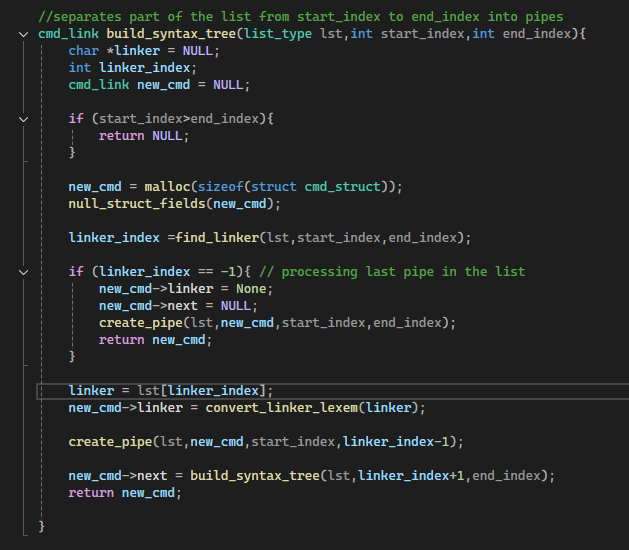 //separates part of the list from start_index to end_index into pipes
cmd_link build_syntax_tree(list_type lst,int start_index,int end_index){
char *linker = NULL;
int linker_index;
cmd_link new_cmd = NULL;
if (start_index>end_index){
return NULL;
}
new_cmd = malloc(sizeof(struct cmd_struct));
null_struct_fields(new_cmd);
linker_index =find_linker(lst,start_index,end_index);
if (linker_index == -1){ // processing last pipe in the list
new_cmd->linker = None;
new_cmd->next = NULL;
create_pipe(lst,new_cmd,start_index,end_index);
return new_cmd;
}
linker = lst[linker_index];
new_cmd->linker = convert_linker_lexem(linker);
create_pipe(lst,new_cmd,start_index,linker_index-1);
new_cmd->next = build_syntax_tree(lst,linker_index+1,end_index);
return new_cmd;
}